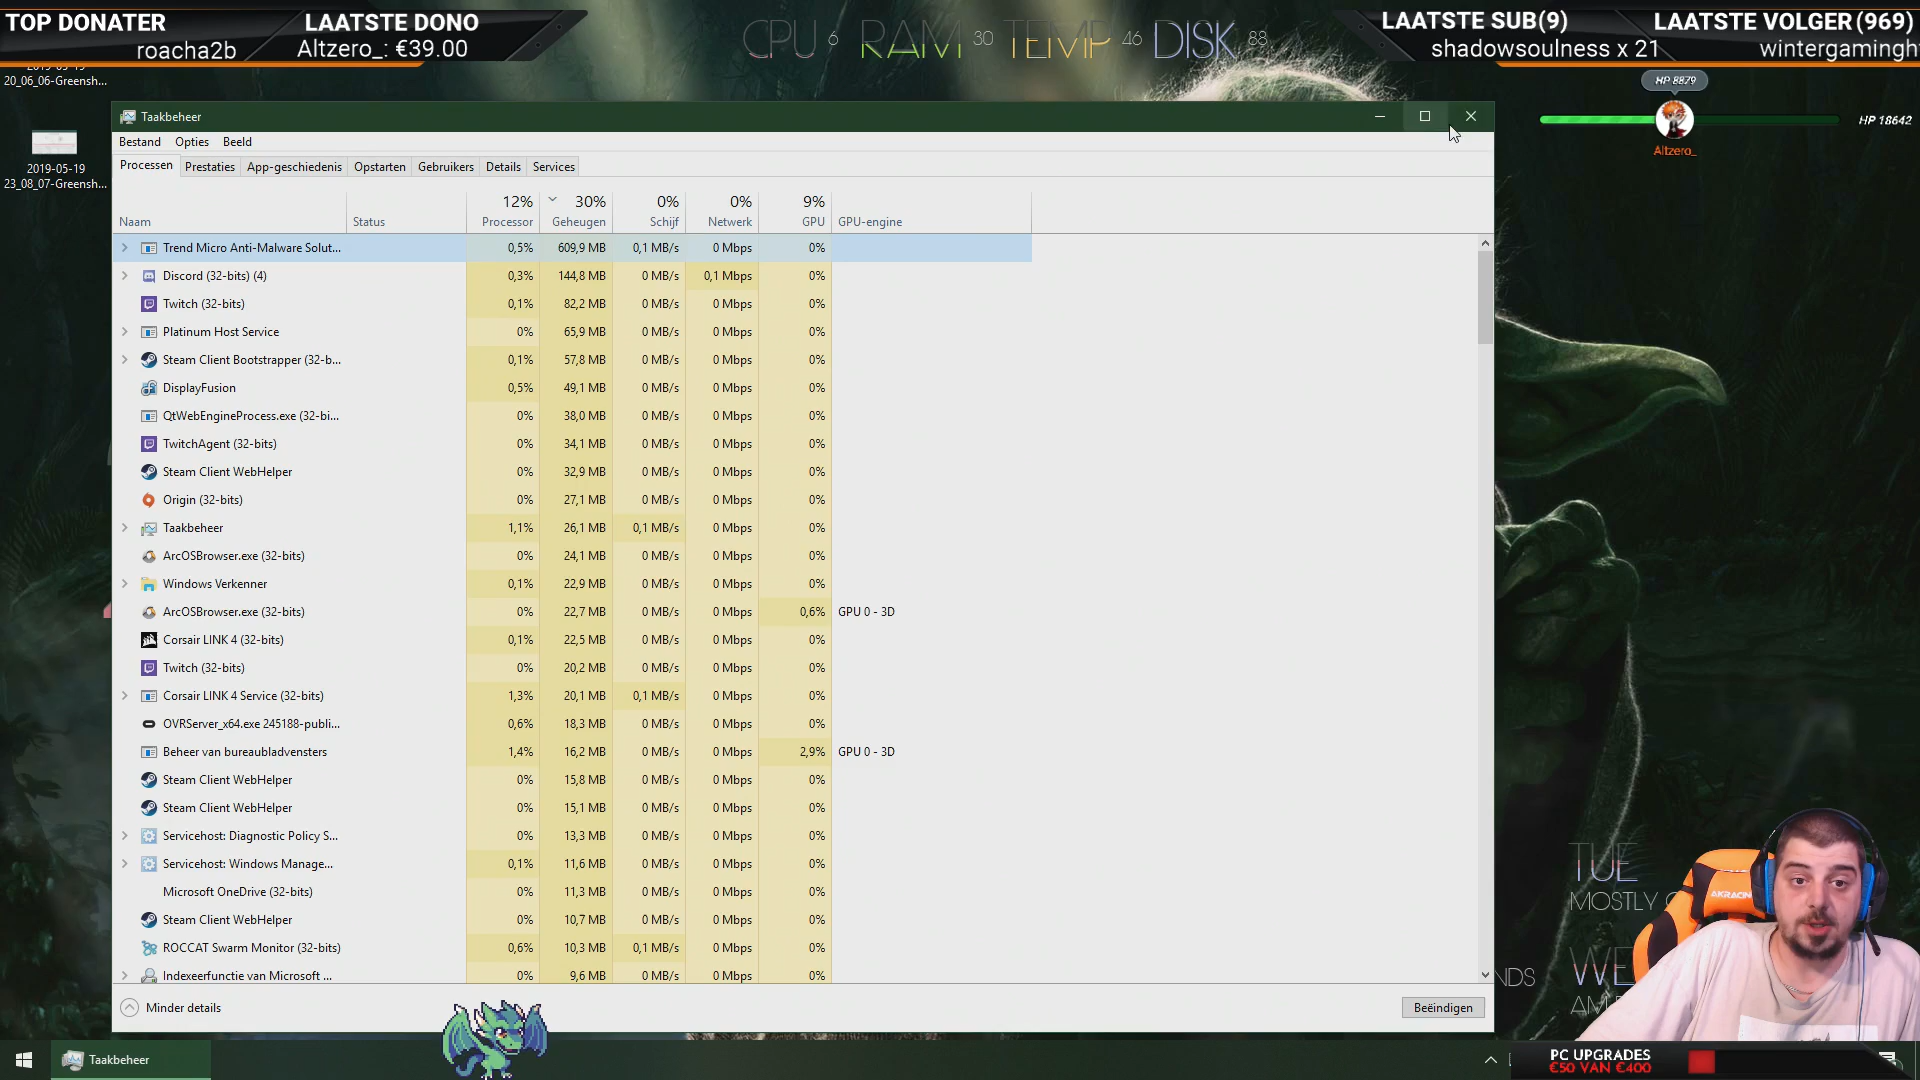 TOP DONATER
roacha2b
LAATSTE DONO
Altzero_: €39.00
CPU 6 RAM 30 TEMP 46 DISK 88
LAATSTE SUB(9)
shadowsoulness x 21
LAATSTE VOLGER(969)
wintergamingh
20_06_06-Greensh...
2019-05-19
23_08_07-Greensh...
HP 8879
HP 18642
Altzero_
Taakbeheer
Bestand Opties Beeld
Processen Prestaties App-geschiedenis Opstarten Gebruikers Details Services
12% 30% 0% 0% 9%
Naam Status Processor Geheugen Schijf Netwerk GPU GPU-engine
Trend Micro Anti-Malware Solut... 0,5% 609,9 MB 0,1 MB/s 0 Mbps 0%
Discord (32-bits) (4) 0,3% 144,8 MB 0 MB/s 0,1 Mbps 0%
Twitch (32-bits) 0,1% 82,2 MB 0 MB/s 0 Mbps 0%
Platinum Host Service 0% 65,9 MB 0 MB/s 0 Mbps 0%
Steam Client Bootstrapper (32-b... 0,1% 57,8 MB 0 MB/s 0 Mbps 0%
DisplayFusion 0,5% 49,1 MB 0 MB/s 0 Mbps 0%
QtWebEngineProcess.exe (32-bi... 0% 38,0 MB 0 MB/s 0 Mbps 0%
TwitchAgent (32-bits) 0% 34,1 MB 0 MB/s 0 Mbps 0%
Steam Client WebHelper 0% 32,9 MB 0 MB/s 0 Mbps 0%
Origin (32-bits) 0% 27,1 MB 0 MB/s 0 Mbps 0%
Taakbeheer 1,1% 26,1 MB 0,1 MB/s 0 Mbps 0%
ArcOSBrowser.exe (32-bits) 0% 24,1 MB 0 MB/s 0 Mbps 0%
Windows Verkenner 0,1% 22,9 MB 0 MB/s 0 Mbps 0%
ArcOSBrowser.exe (32-bits) 0% 22,7 MB 0 MB/s 0 Mbps 0,6% GPU 0 - 3D
Corsair LINK 4 (32-bits) 0,1% 22,5 MB 0 MB/s 0 Mbps 0%
Twitch (32-bits) 0% 20,2 MB 0 MB/s 0 Mbps 0%
Corsair LINK 4 Service (32-bits) 1,3% 20,1 MB 0,1 MB/s 0 Mbps 0%
OVRServer_x64.exe 245188-publi... 0,6% 18,3 MB 0 MB/s 0 Mbps 0%
Beheer van bureaubladvensters 1,4% 16,2 MB 0 MB/s 0 Mbps 2,9% GPU 0 - 3D
Steam Client WebHelper 0% 15,8 MB 0 MB/s 0 Mbps 0%
Steam Client WebHelper 0% 15,1 MB 0 MB/s 0 Mbps 0%
Servicehost: Diagnostic Policy S... 0% 13,3 MB 0 MB/s 0 Mbps 0%
Servicehost: Windows Manage... 0,1% 11,6 MB 0 MB/s 0 Mbps 0%
Microsoft OneDrive (32-bits) 0% 11,3 MB 0 MB/s 0 Mbps 0%
Steam Client WebHelper 0% 10,7 MB 0 MB/s 0 Mbps 0%
ROCCAT Swarm Monitor (32-bits) 0,6% 10,3 MB 0,1 MB/s 0 Mbps 0%
Indexeerfunctie van Microsoft ... 0% 9,6 MB 0 MB/s 0 Mbps 0%
Minder details
Beëindigen
TUE
MOSTLY
AKRACING
WE
Taakbeheer
PC UPGRADES
€50 VAN €400